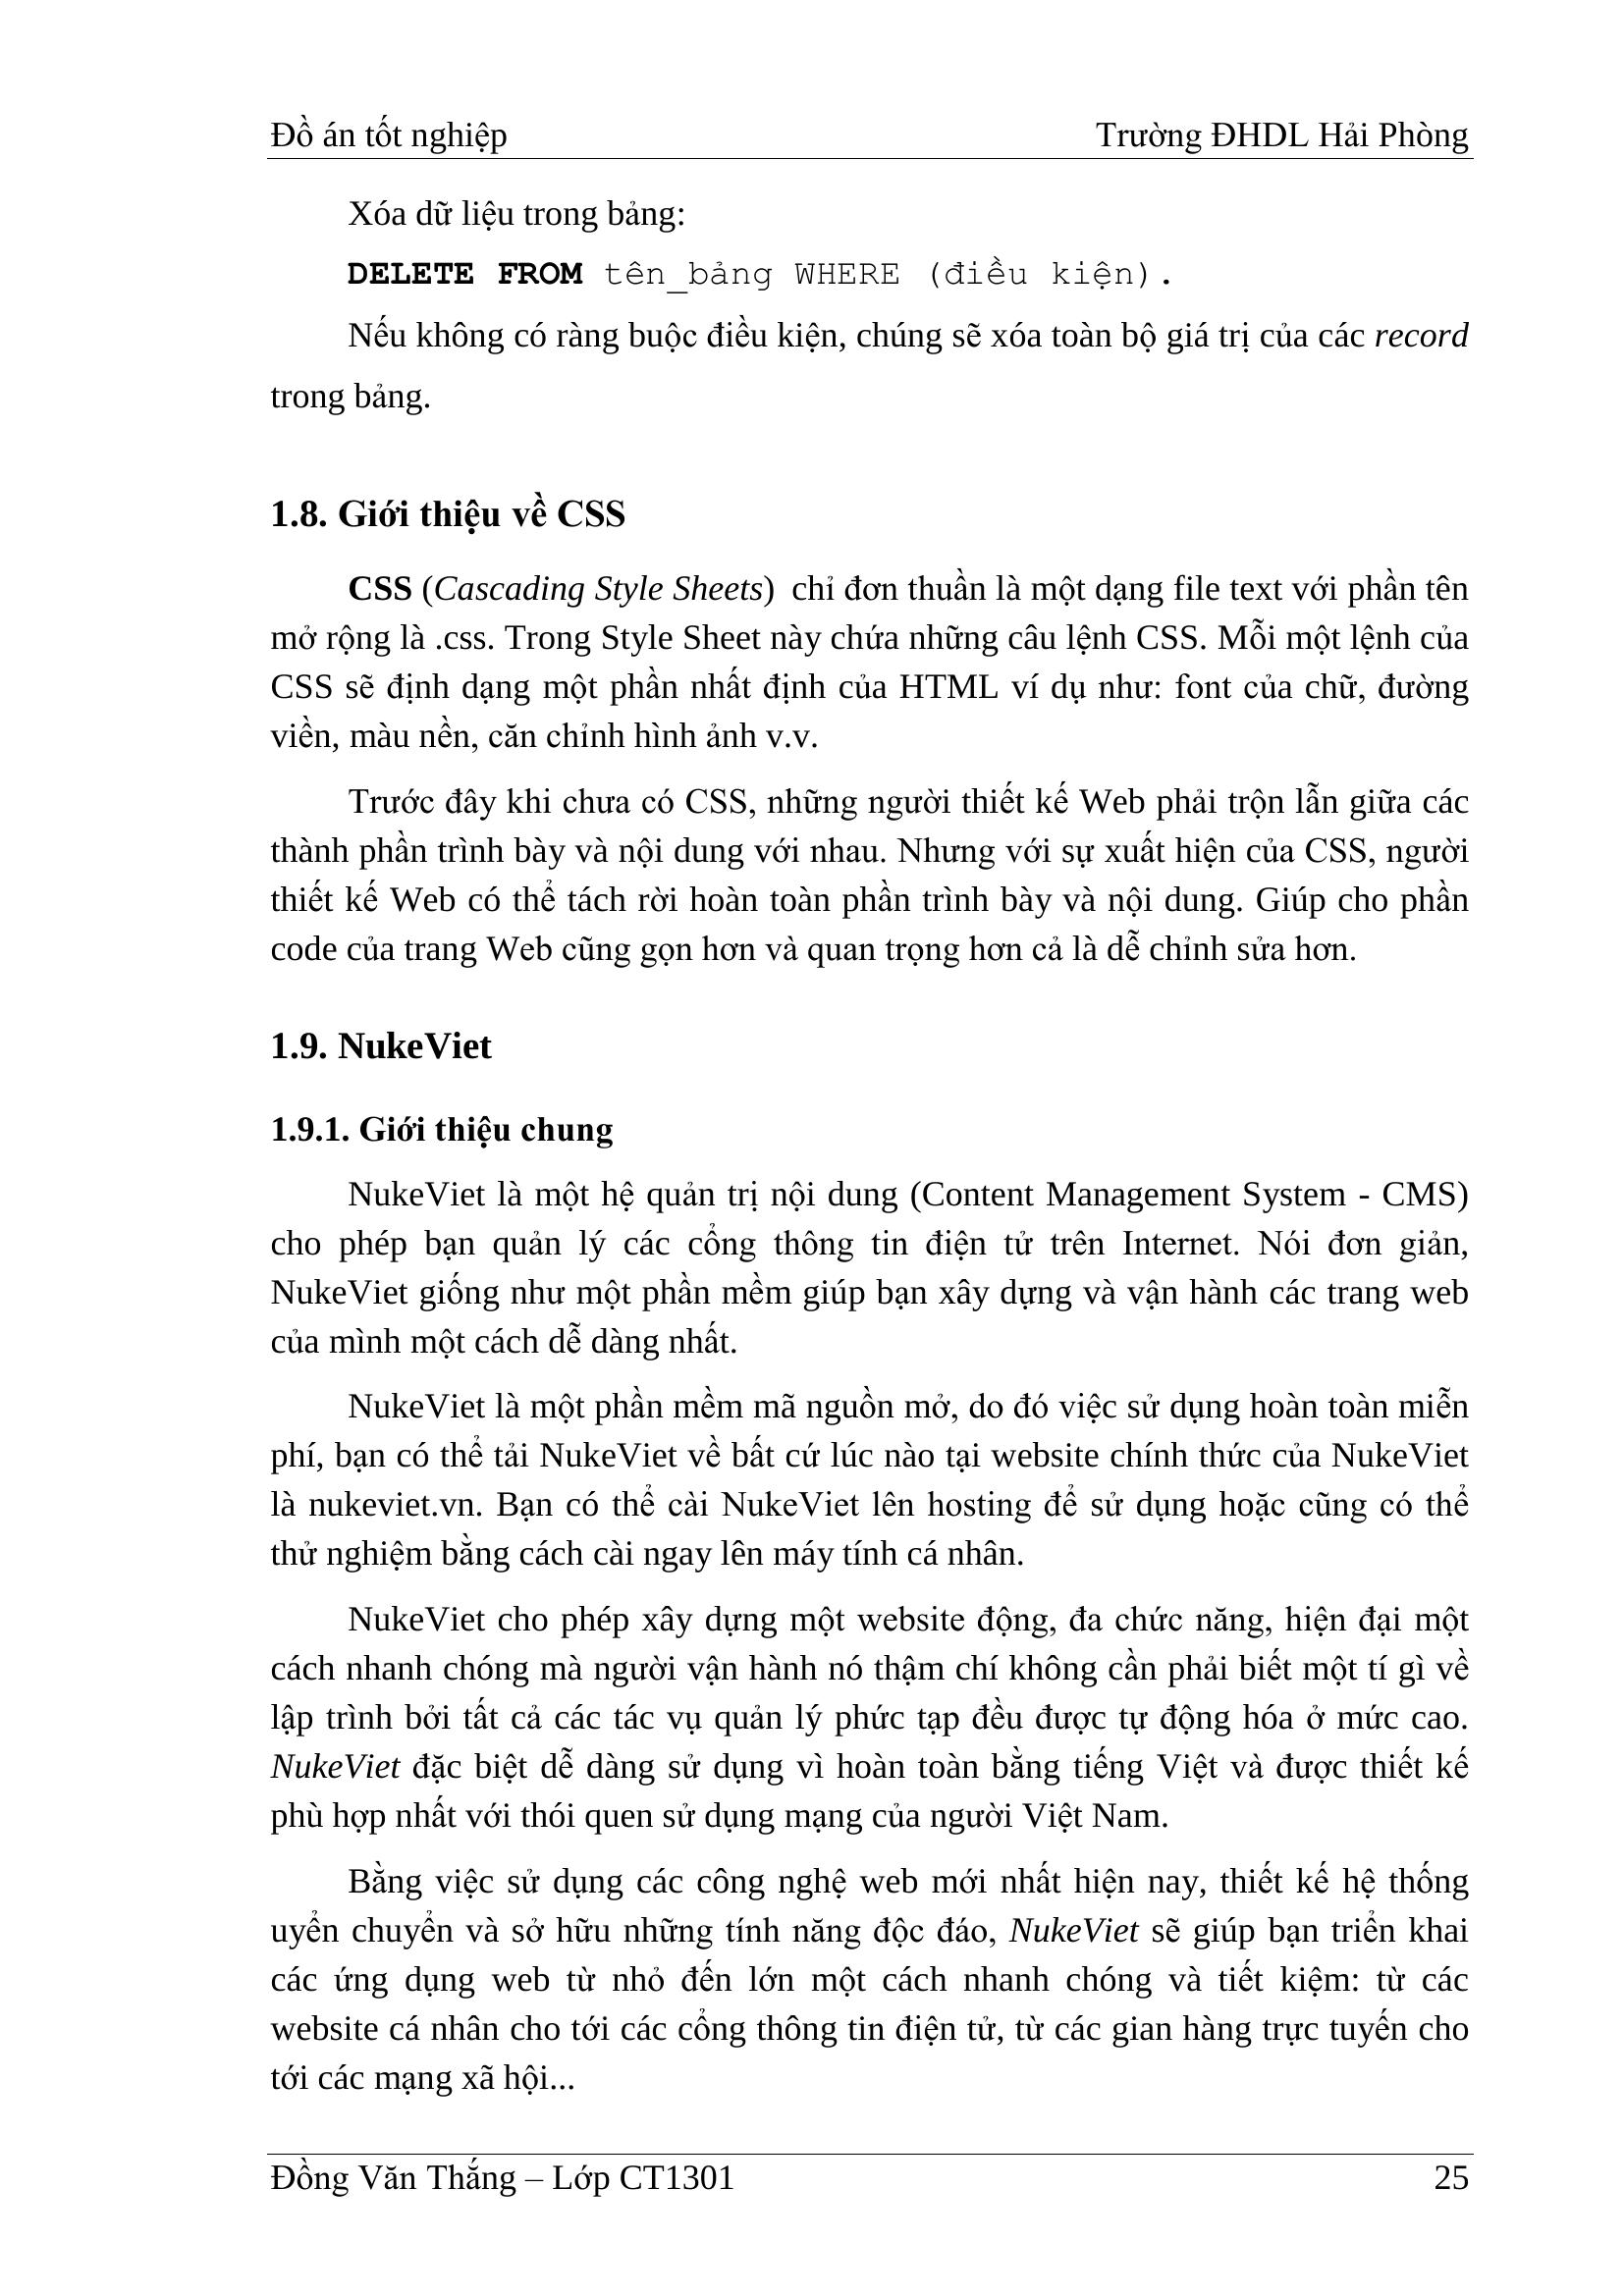 Đồ án tốt nghiệp Trường ĐHDL Hải Phòng
Xóa dữ liệu trong bảng:
DELETE FROM tên_bảng WHERE (điều kiện).
Nếu không có ràng buộc điều kiện, chúng sẽ xóa toàn bộ giá trị của các record
trong bảng.
1.8. Giới thiệu về CSS
CSS (Cascading Style Sheets)  chỉ đơn thuần là một dạng file text với phần tên
mở rộng là .css. Trong Style Sheet này chứa những câu lệnh CSS. Mỗi một lệnh của
CSS sẽ định dạng một phần nhất định của HTML ví dụ như: font của chữ, đường
viền, màu nền, căn chỉnh hình ảnh v.v.
Trước đây khi chưa có CSS, những người thiết kế Web phải trộn lẫn giữa các
thành phần trình bày và nội dung với nhau. Nhưng với sự xuất hiện của CSS, người
thiết kế Web có thể tách rời hoàn toàn phần trình bày và nội dung. Giúp cho phần
code của trang Web cũng gọn hơn và quan trọng hơn cả là dễ chỉnh sửa hơn.
1.9. NukeViet
1.9.1. Giới thiệu chung
NukeViet là một hệ quản trị nội dung (Content Management System - CMS)
cho phép bạn quản lý các cổng thông tin điện tử trên Internet. Nói đơn giản,
NukeViet giống như một phần mềm giúp bạn xây dựng và vận hành các trang web
của mình một cách dễ dàng nhất.
NukeViet là một phần mềm mã nguồn mở, do đó việc sử dụng hoàn toàn miễn
phí, bạn có thể tải NukeViet về bất cứ lúc nào tại website chính thức của NukeViet
là nukeviet.vn. Bạn có thể cài NukeViet lên hosting để sử dụng hoặc cũng có thể
thử nghiệm bằng cách cài ngay lên máy tính cá nhân.
NukeViet cho phép xây dựng một website động, đa chức năng, hiện đại một
cách nhanh chóng mà người vận hành nó thậm chí không cần phải biết một tí gì về
lập trình bởi tất cả các tác vụ quản lý phức tạp đều được tự động hóa ở mức cao.
NukeViet đặc biệt dễ dàng sử dụng vì hoàn toàn bằng tiếng Việt và được thiết kế
phù hợp nhất với thói quen sử dụng mạng của người Việt Nam.
Bằng việc sử dụng các công nghệ web mới nhất hiện nay, thiết kế hệ thống
uyển chuyển và sở hữu những tính năng độc đáo, NukeViet sẽ giúp bạn triển khai
các ứng dụng web từ nhỏ đến lớn một cách nhanh chóng và tiết kiệm: từ các
website cá nhân cho tới các cổng thông tin điện tử, từ các gian hàng trực tuyến cho
tới các mạng xã hội...
Đồng Văn Thắng – Lớp CT1301 25